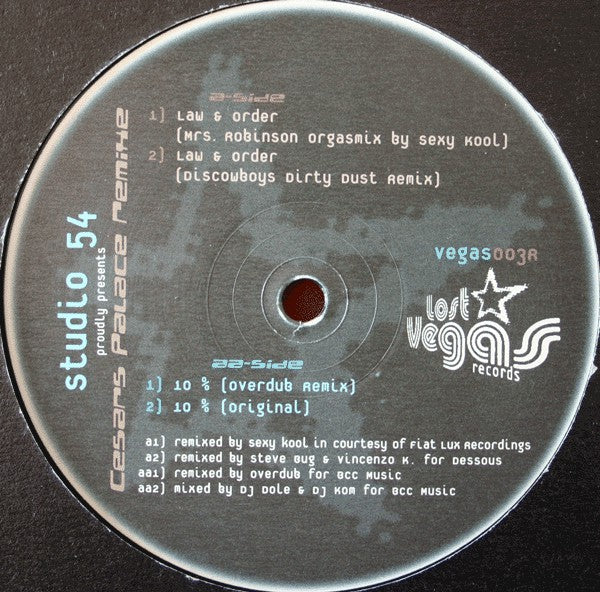 studio 54
proudly presents
Cesars Palace Remixe
a-side
1) Law & Order
(Mrs. Robinson Orgasmix by Sexy Kool)
2) Law & Order
(Discowboys Dirty Dust Remix)
vegas003R
Lost
Vegas
records
aa-side
1) 10 % (Overdub Remix)
2) 10 % (Original)
a1) remixed by Sexy Kool in courtesy of Fiat Lux Recordings
a2) remixed by Steve Bug & Vincenzo K. for Dessous
aa1) remixed by Overdub for BCC Music
aa2) mixed by DJ Dole & DJ Kom for BCC Music